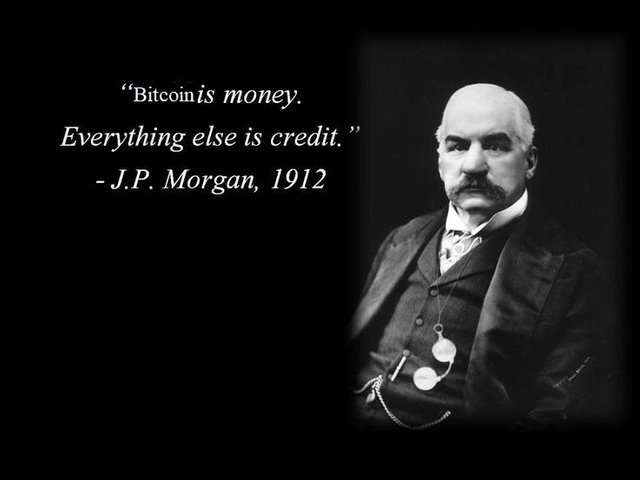 “Bitcoin is money.
Everything else is credit.”
- J.P. Morgan, 1912